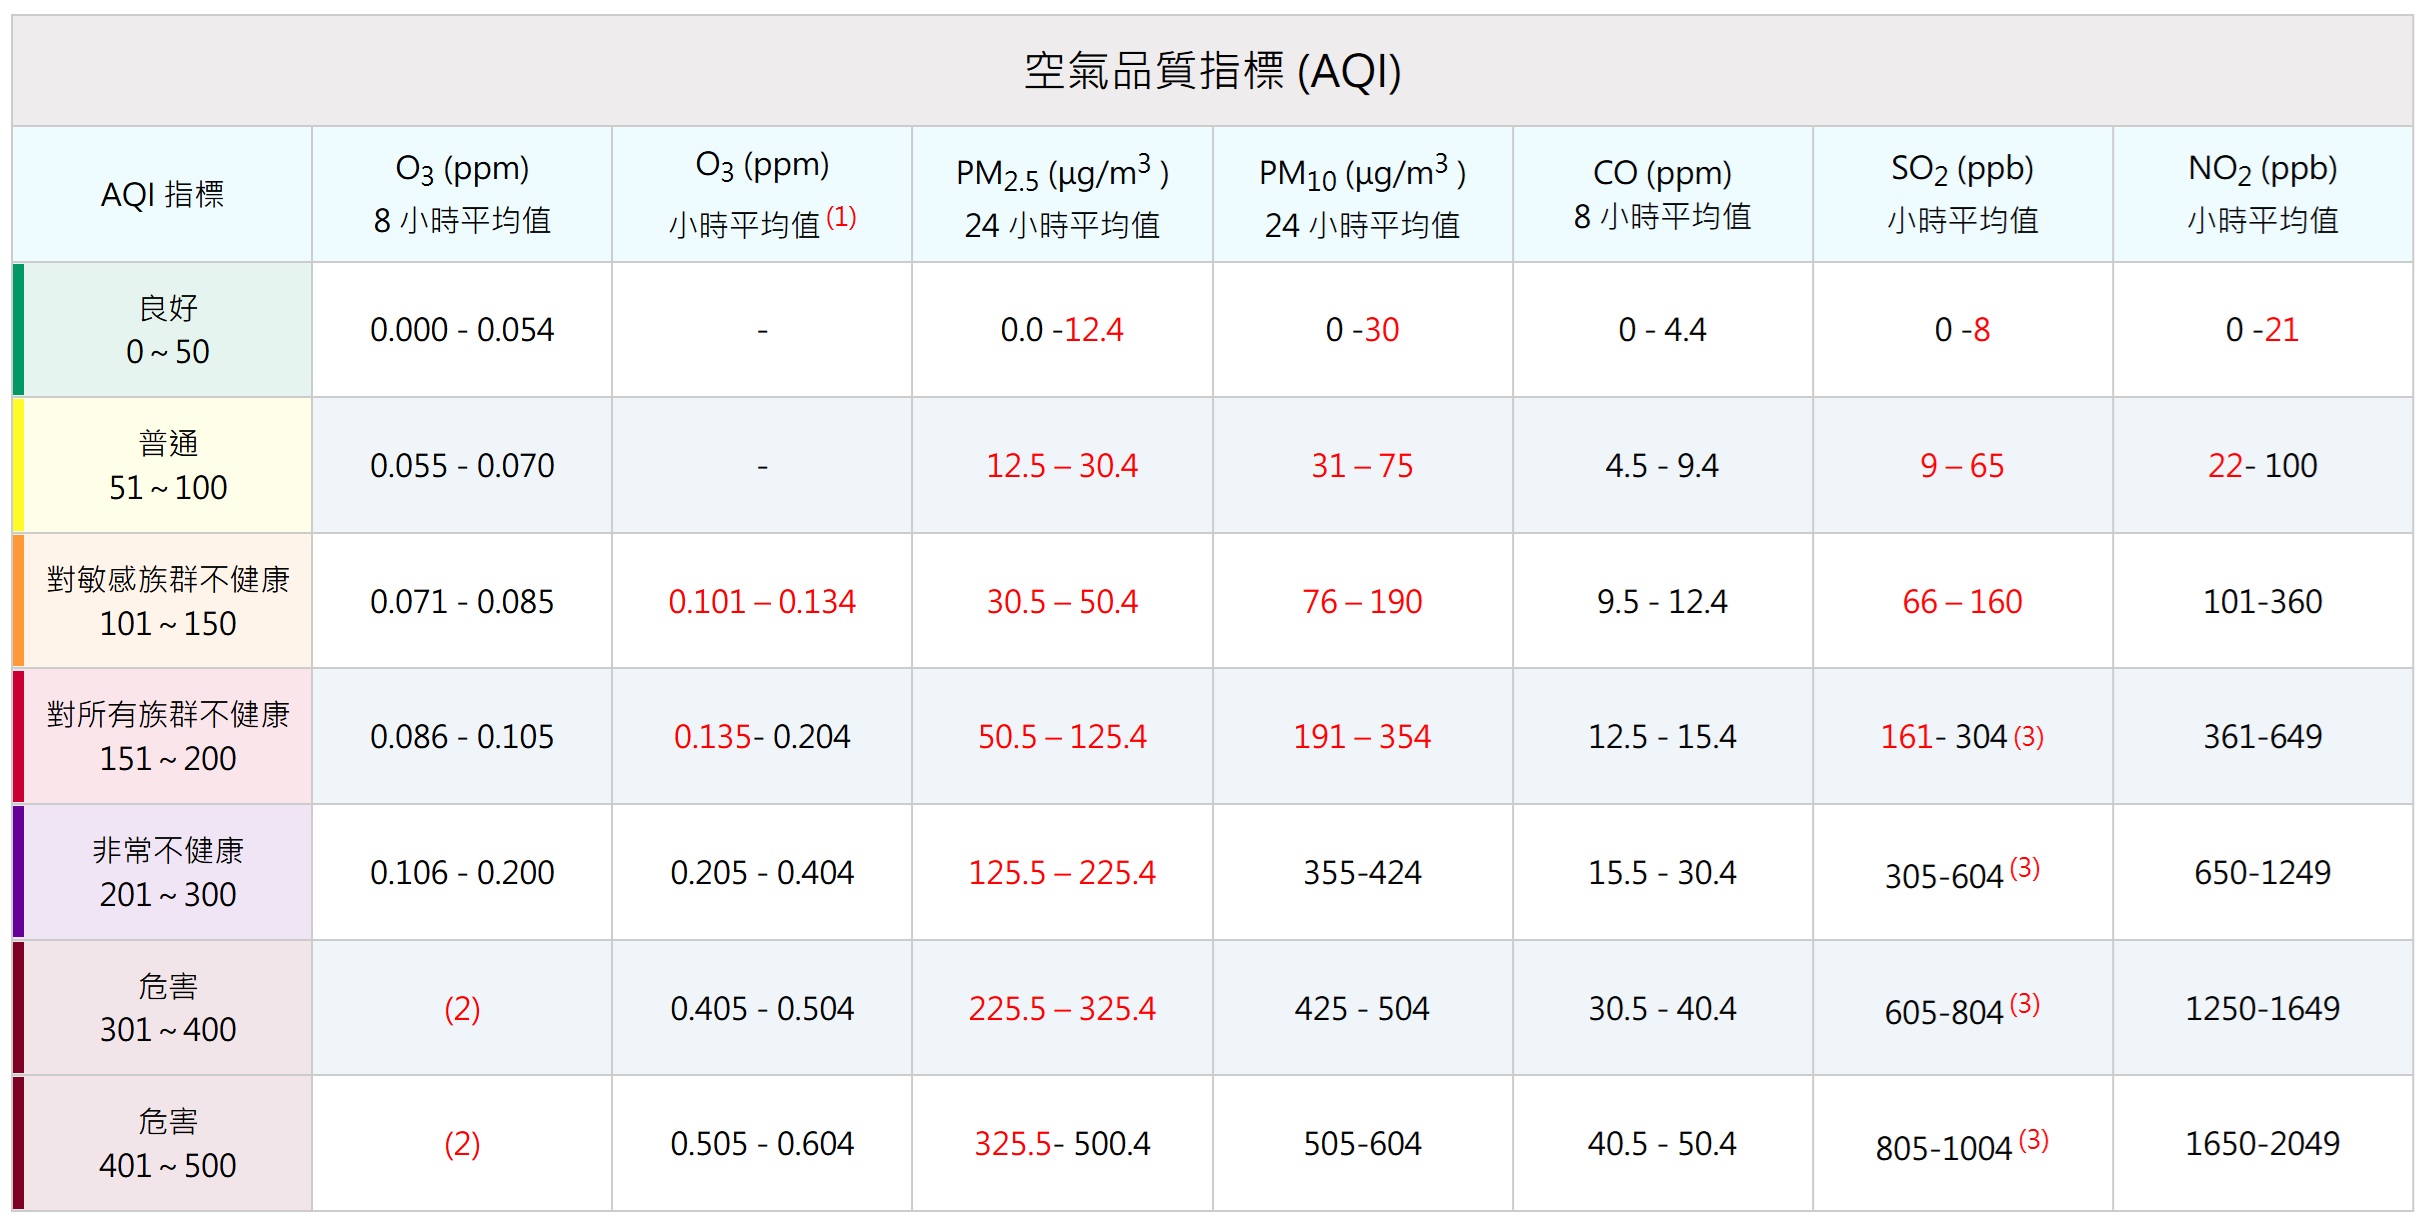 空氣品質指標 (AQI)
AQI 指標
O3 (ppm)
8 小時平均值
O3 (ppm)
小時平均值 (1)
PM2.5 (μg/m3 )
24 小時平均值
PM10 (μg/m3 )
24 小時平均值
CO (ppm)
8 小時平均值
SO2 (ppb)
小時平均值
NO2 (ppb)
小時平均值
良好
0～50
0.000 - 0.054
-
0.0 -12.4
0 -30
0 - 4.4
0 -8
0 -21
普通
51～100
0.055 - 0.070
-
12.5 – 30.4
31 – 75
4.5 - 9.4
9 – 65
22- 100
對敏感族群不健康
101～150
0.071 - 0.085
0.101 – 0.134
30.5 – 50.4
76 – 190
9.5 - 12.4
66 – 160
101-360
對所有族群不健康
151～200
0.086 - 0.105
0.135- 0.204
50.5 – 125.4
191 – 354
12.5 - 15.4
161- 304 (3)
361-649
非常不健康
201～300
0.106 - 0.200
0.205 - 0.404
125.5 – 225.4
355-424
15.5 - 30.4
305-604 (3)
650-1249
危害
301～400
(2)
0.405 - 0.504
225.5 – 325.4
425 - 504
30.5 - 40.4
605-804 (3)
1250-1649
危害
401～500
(2)
0.505 - 0.604
325.5- 500.4
505-604
40.5 - 50.4
805-1004 (3)
1650-2049